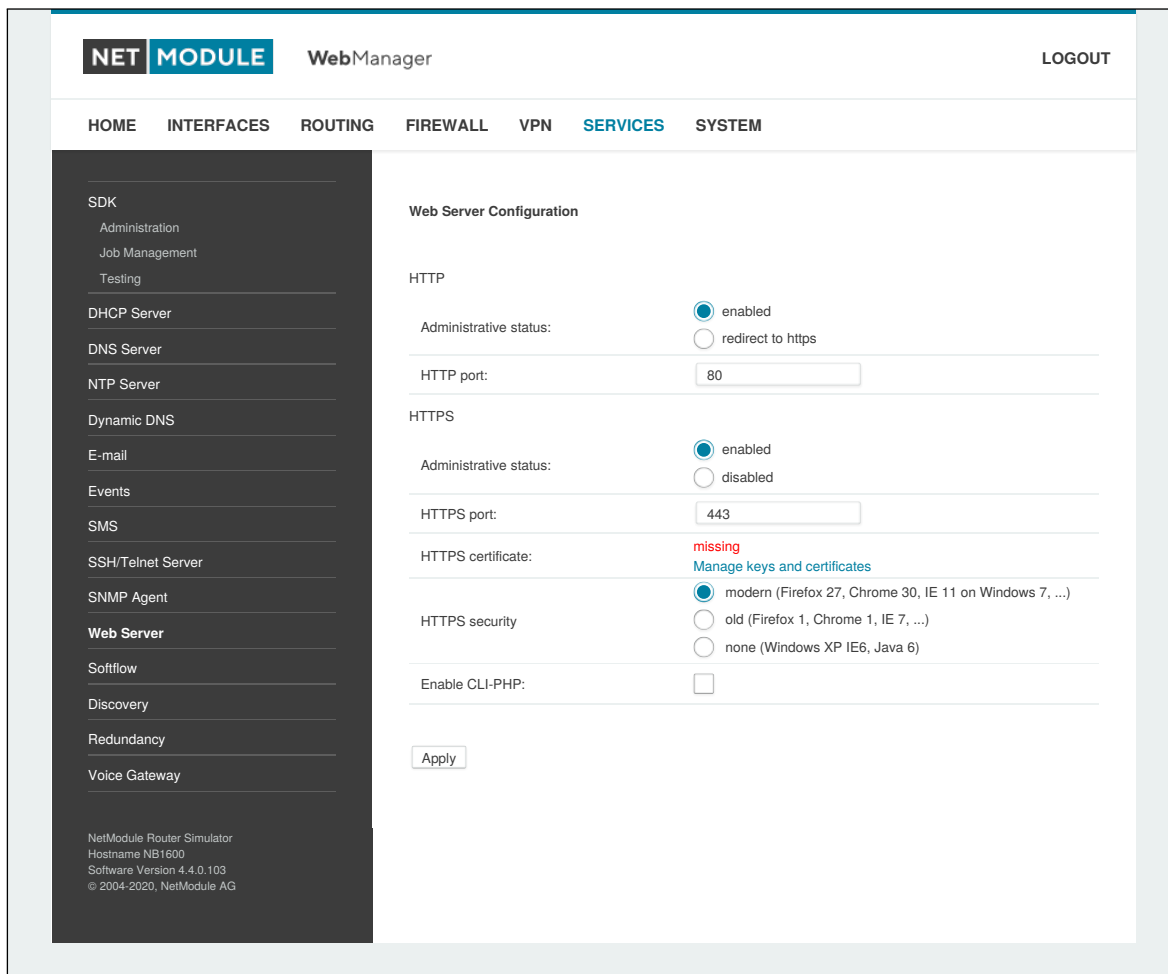 NET MODULE WebManager LOGOUT
HOME INTERFACES ROUTING FIREWALL VPN SERVICES SYSTEM
SDK
Administration
Job Management
Testing
DHCP Server
DNS Server
NTP Server
Dynamic DNS
E-mail
Events
SMS
SSH/Telnet Server
SNMP Agent
Web Server
Softflow
Discovery
Redundancy
Voice Gateway
NetModule Router Simulator
Hostname NB1600
Software Version 4.4.0.103
© 2004-2020, NetModule AG
Web Server Configuration
HTTP
Administrative status:
enabled
redirect to https
HTTP port: 80
HTTPS
Administrative status:
enabled
disabled
HTTPS port: 443
HTTPS certificate:
missing
Manage keys and certificates
HTTPS security
modern (Firefox 27, Chrome 30, IE 11 on Windows 7, ...)
old (Firefox 1, Chrome 1, IE 7, ...)
none (Windows XP IE6, Java 6)
Enable CLI-PHP:
Apply